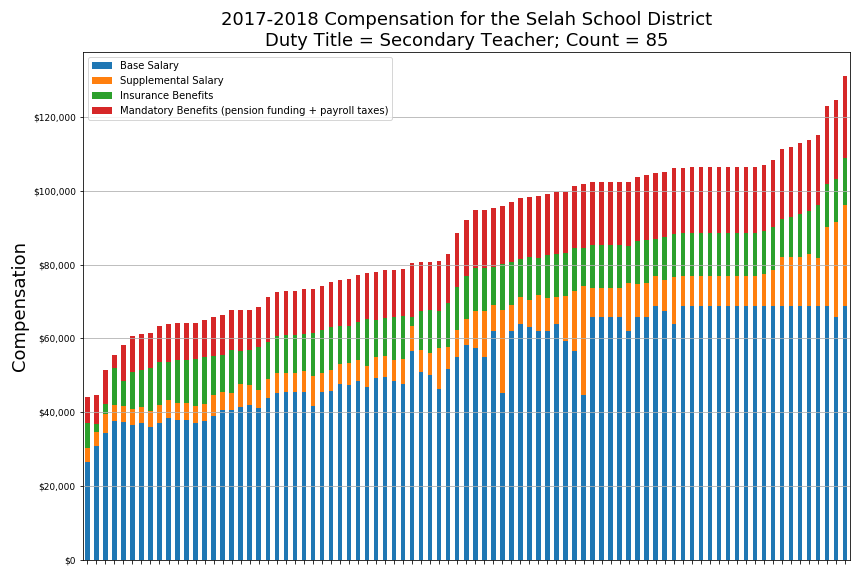 2017-2018 Compensation for the Selah School District
Duty Title = Secondary Teacher; Count = 85
Base Salary
Supplemental Salary
Insurance Benefits
Mandatory Benefits (pension funding + payroll taxes)
$120,000
$100,000
$80,000
$60,000
$40,000
$20,000
$0
Compensation